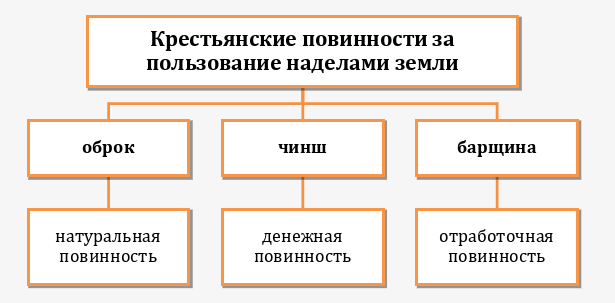 Крестьянские повинности за
пользование наделами земли
оброк
чинш
барщина
натуральная
повинность
денежная
повинность
отработочная
повинность